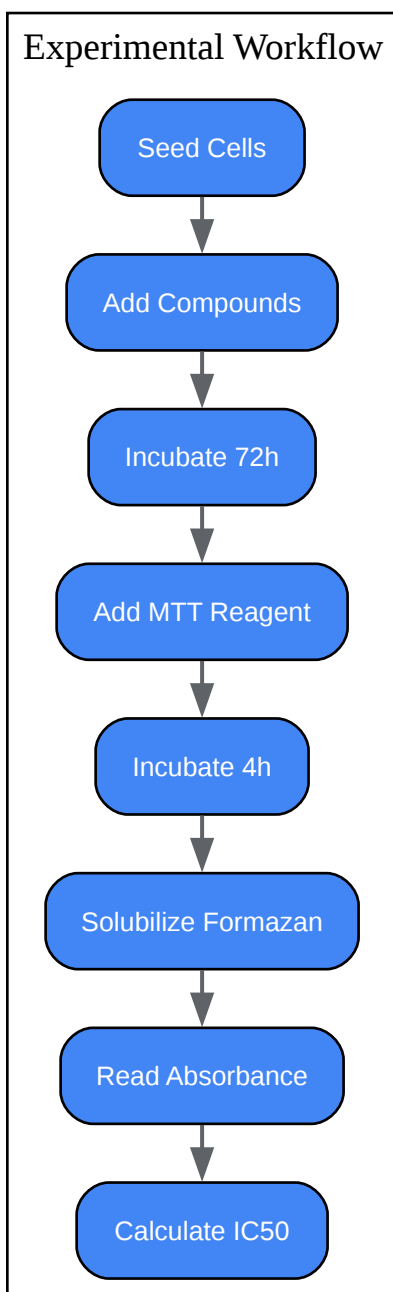 Experimental Workflow
Seed Cells
Add Compounds
Incubate 72h
Add MTT Reagent
Incubate 4h
Solubilize Formazan
Read Absorbance
Calculate IC50